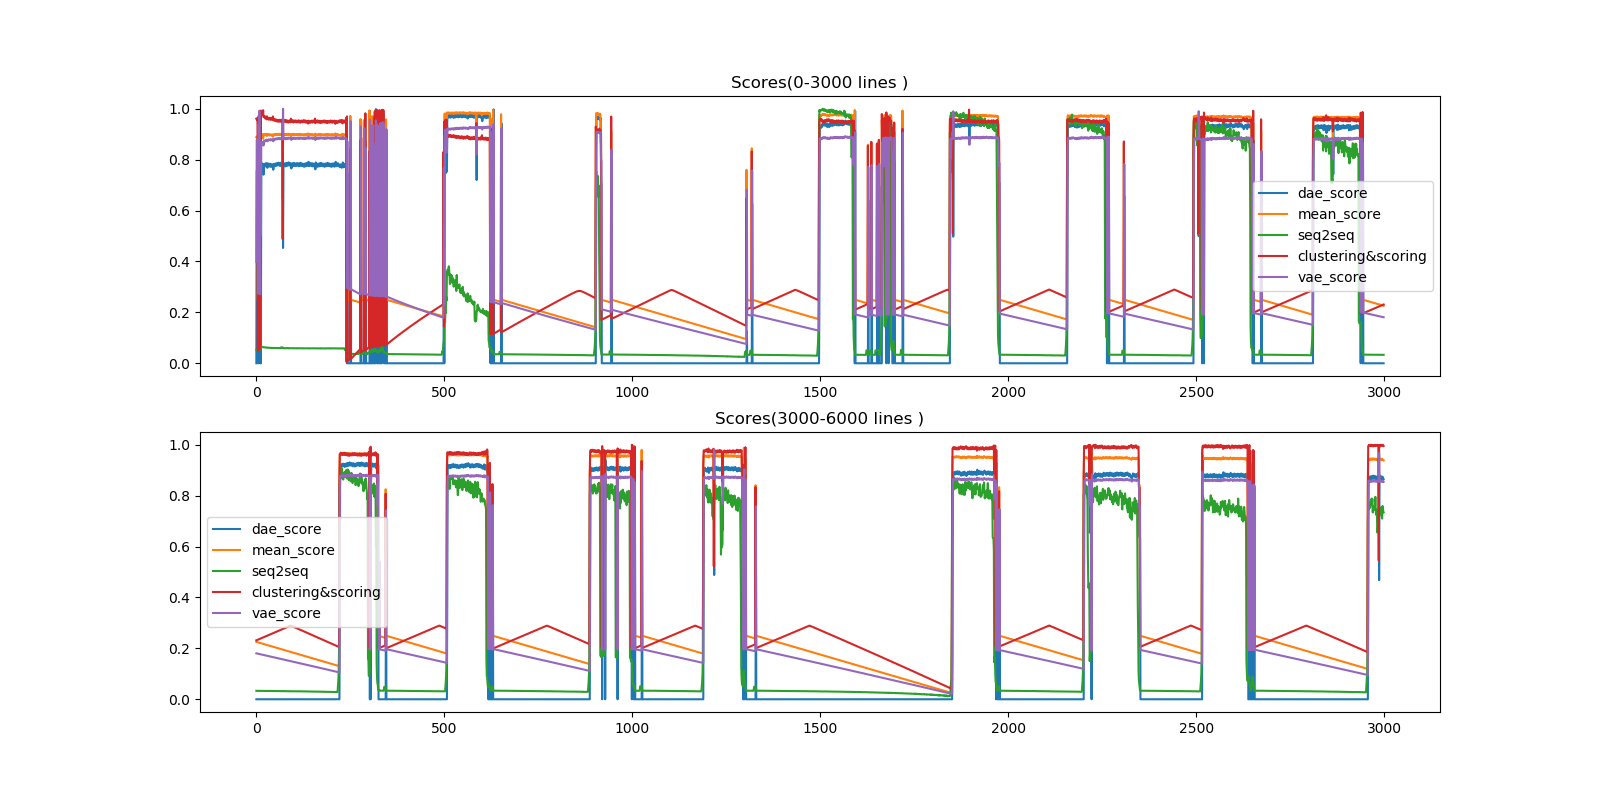 Scores(0-3000 lines )
1.0
0.8
0.6
0.4
0.2
0.0
dae_score
mean_score
seq2seq
clustering&scoring
vae_score
0 500 1000 1500 2000 2500 3000
Scores(3000-6000 lines )
1.0
0.8
0.6
0.4
0.2
0.0
dae_score
mean_score
seq2seq
clustering&scoring
vae_score
0 500 1000 1500 2000 2500 3000